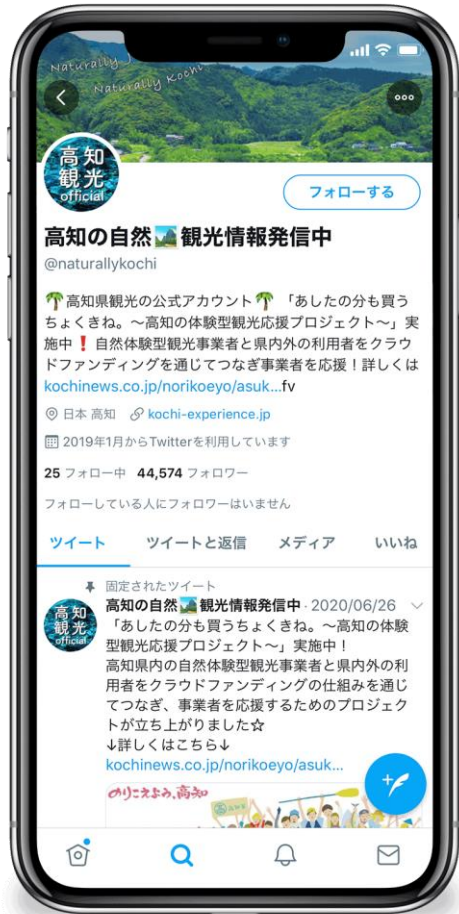 Naturally J
Naturally Kochi
高知
観光
official
フォローする
高知の自然🏞観光情報発信中
@naturallykochi
🌴高知県観光の公式アカウント🌴 「あしたの分も買う
ちょくきね。～高知の体験型観光応援プロジェクト～」実
施中❗自然体験型観光事業者と県内外の利用者をクラウ
ドファンディングを通じてつなぎ事業者を応援！詳しくは
kochinews.co.jp/norikoeyo/asuk...fv
日本 高知 kochi-experience.jp
2019年1月からTwitterを利用しています
25 フォロー中 44,574 フォロワー
フォローしている人にフォロワーはいません
ツイート ツイートと返信 メディア いいね
固定されたツイート
高知
観光
official
高知の自然🏞観光情報発信中 · 2020/06/26
「あしたの分も買うちょくきね。～高知の体験
型観光応援プロジェクト～」実施中！
高知県内の自然体験型観光事業者と県内外の利
用者をクラウドファンディングの仕組みを通じ
てつなぎ、事業者を応援するためのプロジェク
トが立ち上がりました☆
↓詳しくはこちら↓
kochinews.co.jp/norikoeyo/asuk...
のりこえよう、高知